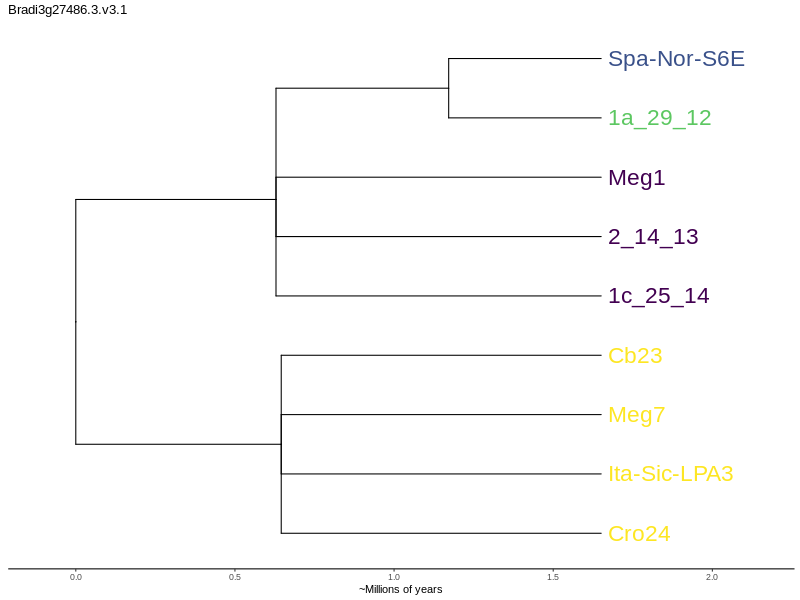 Bradi3g27486.3.v3.1
Spa-Nor-S6E
1a_29_12
Meg1
2_14_13
1c_25_14
Cb23
Meg7
Ita-Sic-LPA3
Cro24
0.0 0.5 1.0 1.5 2.0
~Millions of years